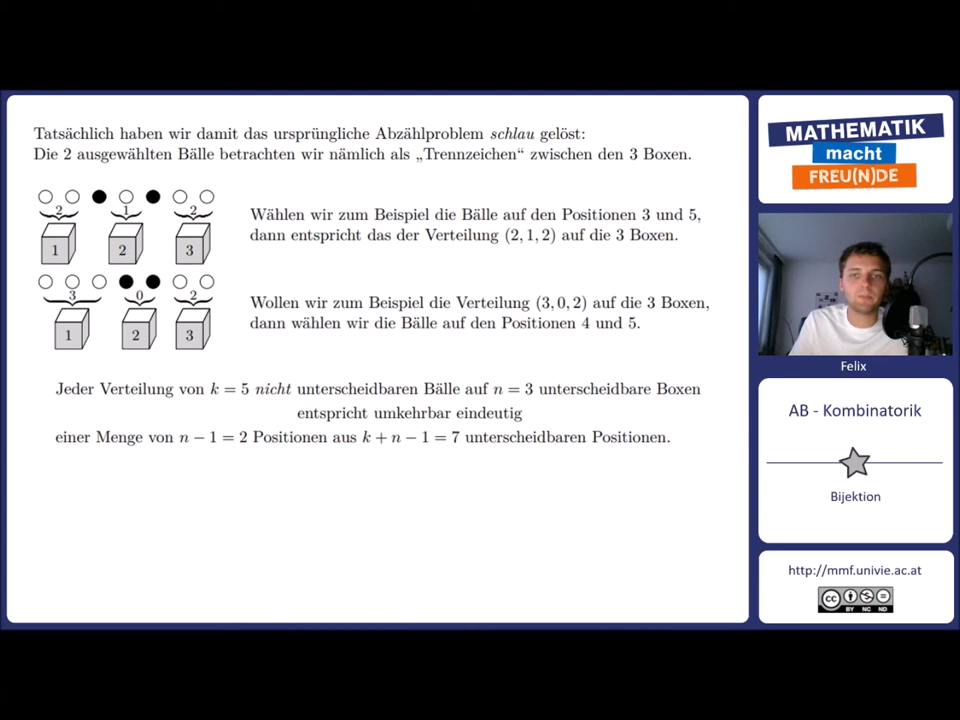 Tatsächlich haben wir damit das ursprüngliche Abzählproblem schlau gelöst:
Die 2 ausgewählten Bälle betrachten wir nämlich als „Trennzeichen“ zwischen den 3 Boxen.
2 1 2
1 2 3
Wählen wir zum Beispiel die Bälle auf den Positionen 3 und 5,
dann entspricht das der Verteilung (2, 1, 2) auf die 3 Boxen.
3 0 2
1 2 3
Wollen wir zum Beispiel die Verteilung (3, 0, 2) auf die 3 Boxen,
dann wählen wir die Bälle auf den Positionen 4 und 5.
Jeder Verteilung von k = 5 nicht unterscheidbaren Bälle auf n = 3 unterscheidbare Boxen
entspricht umkehrbar eindeutig
einer Menge von n − 1 = 2 Positionen aus k + n − 1 = 7 unterscheidbaren Positionen.
MATHEMATIK
macht
FREU(N)DE
Felix
AB - Kombinatorik
Bijektion
http://mmf.univie.ac.at
cc
BY NC ND